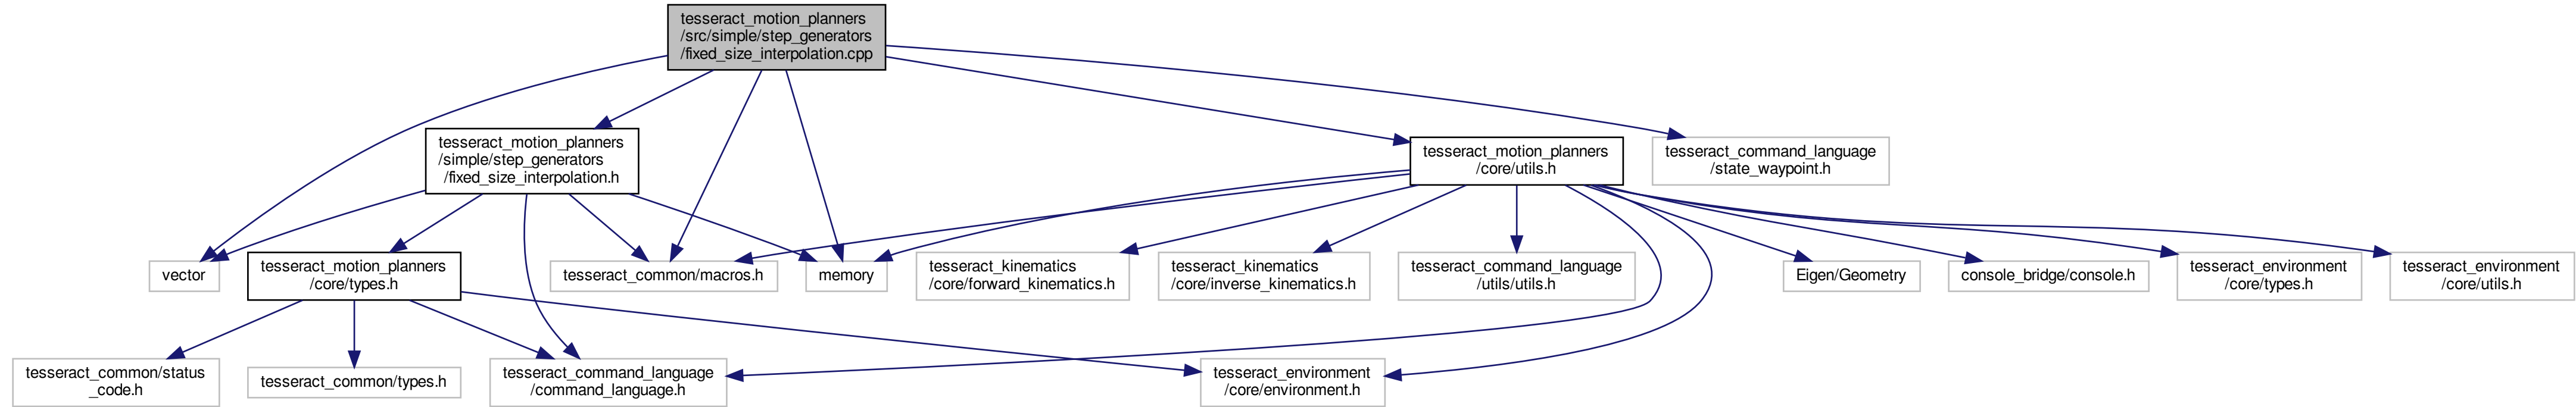 tesseract_motion_planners
/src/simple/step_generators
/fixed_size_interpolation.cpp
tesseract_motion_planners
/simple/step_generators
/fixed_size_interpolation.h
tesseract_motion_planners
/core/utils.h
tesseract_command_language
/state_waypoint.h
vector
tesseract_motion_planners
/core/types.h
tesseract_common/macros.h
memory
tesseract_kinematics
/core/forward_kinematics.h
tesseract_kinematics
/core/inverse_kinematics.h
tesseract_command_language
/utils/utils.h
Eigen/Geometry
console_bridge/console.h
tesseract_environment
/core/types.h
tesseract_environment
/core/utils.h
tesseract_common/status
_code.h
tesseract_common/types.h
tesseract_command_language
/command_language.h
tesseract_environment
/core/environment.h